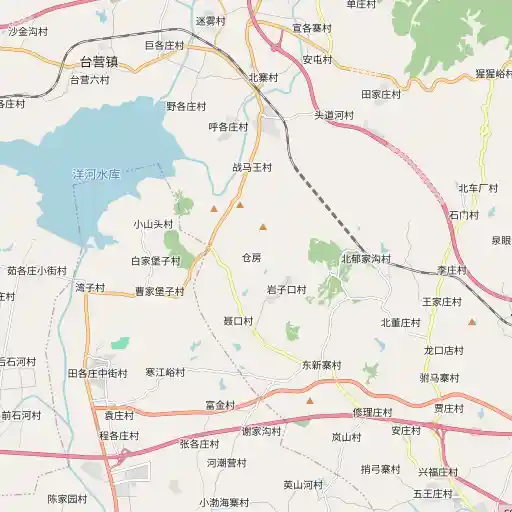 单庄村
迷雾村
宣各寨村
沙金沟村
巨各庄村
台营镇
安屯村
台营六村
北寨村
猩猩峪村
田家庄村
各庄村
野各庄村
头道河村
呼各庄村
战马王村
洋河水库
北车厂村
石门村
小山头村
泉眼
仓房
北郁家沟村
白家堡子村
茹各庄小街村
李庄村
湾子村
曹家堡子村
岩子口村
王家庄村
聂口村
北董庄村
龙口店村
后石河村
东新寨村
田各庄中街村
寒江峪村
驸马寨村
富金村
贾庄村
前石河村
袁庄村
修理庄村
谢家沟村
安庄村
程各庄村
岚山村
张各庄村
河潮营村
捎弓寨村
兴福庄村
英山河村
五王庄村
陈家园村
小渤海寨村